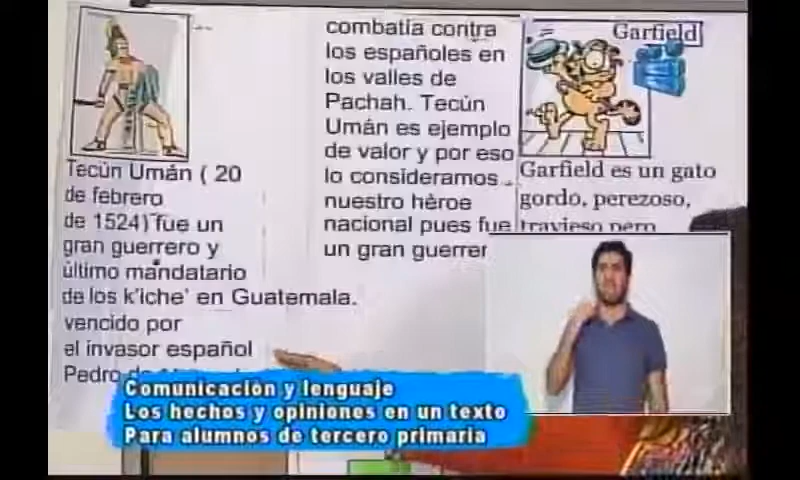 Tecún Umán ( 20
de febrero
de 1524) fue un
gran guerrero y
último mandatario
de los k'iche' en Guatemala.
vencido por
el invasor español
Pedro
combatía contra
los españoles en
los valles de
Pachah. Tecún
Umán es ejemplo
de valor y por eso
lo consideramos
nuestro héroe
nacional pues fue
un gran guerrer
Garfield
Garfield es un gato
gordo, perezoso,
travieso pero
Comunicación y lenguaje
Los hechos y opiniones en un texto
Para alumnos de tercero primaria